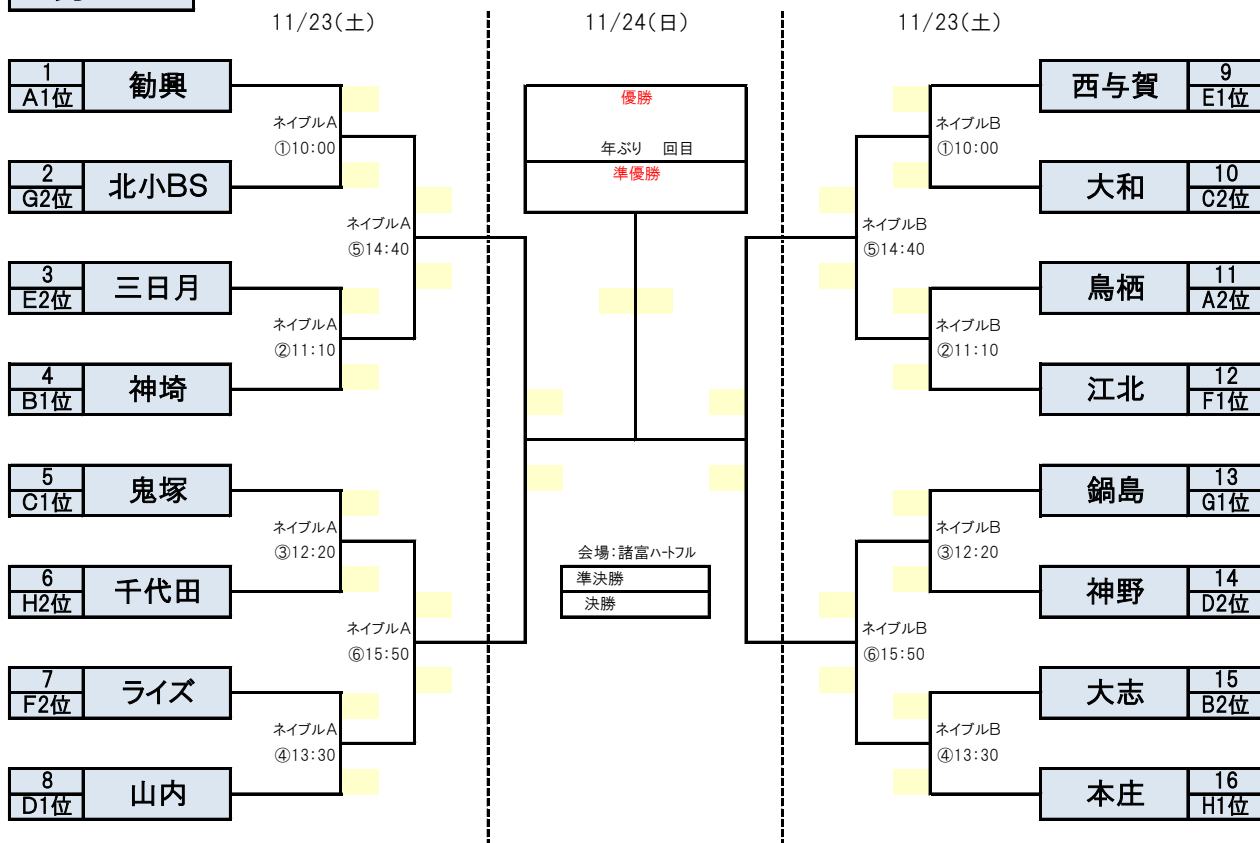 11/23(土)
11/24(日)
11/23(土)
1
A1位
勧興
2
G2位
北小BS
3
E2位
三日月
4
B1位
神埼
5
C1位
鬼塚
6
H2位
千代田
7
F2位
ライズ
8
D1位
山内
ネイブルA
①10:00
ネイブルA
②11:10
ネイブルA
③12:20
ネイブルA
④13:30
ネイブルA
⑤14:40
ネイブルA
⑥15:50
優勝
年ぶり 回目
準優勝
会場:諸富ハートフル
準決勝
決勝
ネイブルB
⑤14:40
ネイブルB
⑥15:50
ネイブルB
①10:00
ネイブルB
②11:10
ネイブルB
③12:20
ネイブルB
④13:30
西与賀
9
E1位
大和
10
C2位
鳥栖
11
A2位
江北
12
F1位
鍋島
13
G1位
神野
14
D2位
大志
15
B2位
本庄
16
H1位